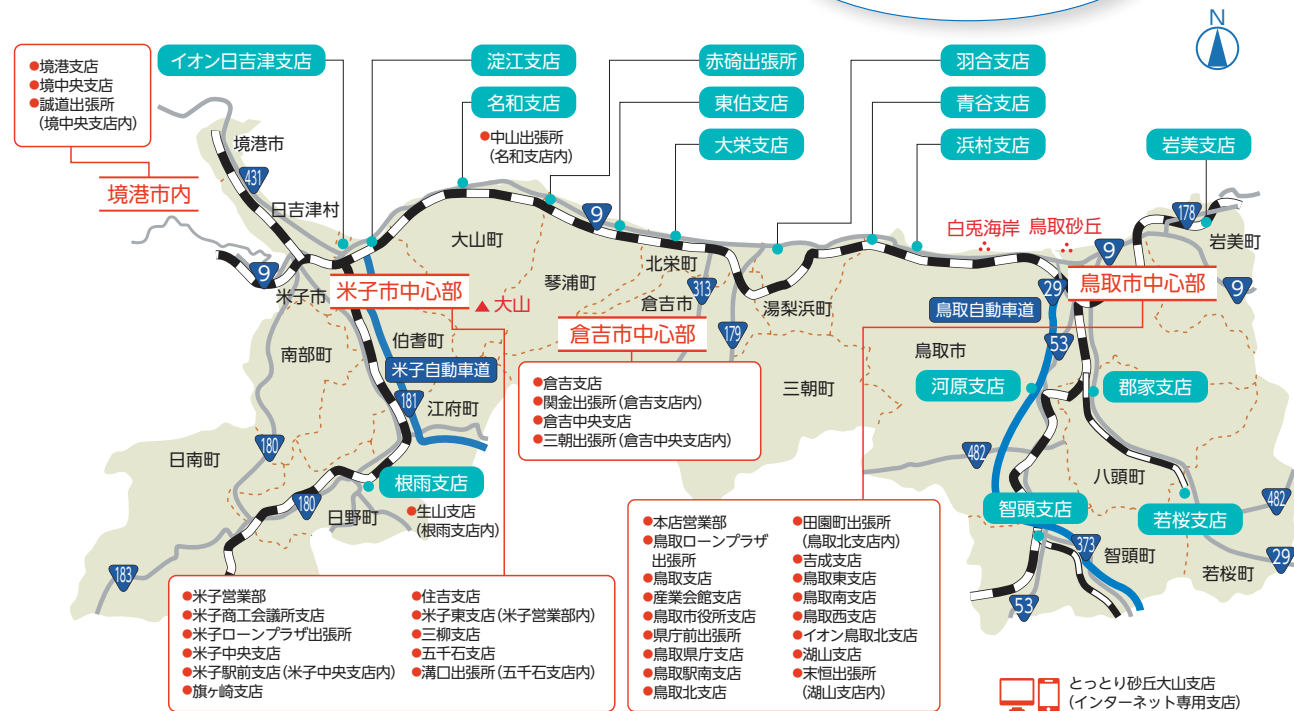 N
●境港支店
●境中央支店
●誠道出張所
(境中央支店内)
境港市内
イオン日吉津支店
淀江支店
名和支店
●中山出張所
(名和支店内)
赤碕出張所
東伯支店
大栄支店
羽合支店
青谷支店
浜村支店
岩美支店
境港市
431
日吉津村
9
米子市
米子市中心部
大山町
▲大山
琴浦町
9
北栄町
313
倉吉市
倉吉市中心部
179
湯梨浜町
白兎海岸
鳥取砂丘
9
178
岩美町
鳥取市中心部
29
9
鳥取自動車道
53
鳥取市
南部町
伯耆町
米子自動車道
181
江府町
三朝町
河原支店
郡家支店
●倉吉支店
●関金出張所(倉吉支店内)
●倉吉中央支店
●三朝出張所(倉吉中央支店内)
日南町
180
180
183
根雨支店
●生山支店
(根雨支店内)
日野町
482
八頭町
482
智頭支店
若桜支店
373
智頭町
若桜町
29
53
●米子営業部
●米子商工会議所支店
●米子ローンプラザ出張所
●米子中央支店
●米子駅前支店(米子中央支店内)
●旗ヶ崎支店
●住吉支店
●米子東支店(米子営業部内)
●三柳支店
●五千石支店
●溝口出張所(五千石支店内)
●本店営業部
●鳥取ローンプラザ
出張所
●鳥取支店
●産業会館支店
●鳥取市役所支店
●県庁前出張所
●鳥取県庁支店
●鳥取駅南支店
●鳥取北支店
●田園町出張所
(鳥取北支店内)
●吉成支店
●鳥取東支店
●鳥取南支店
●鳥取西支店
●イオン鳥取北支店
●湖山支店
●末恒出張所
(湖山支店内)
とっとり砂丘大山支店
(インターネット専用支店)